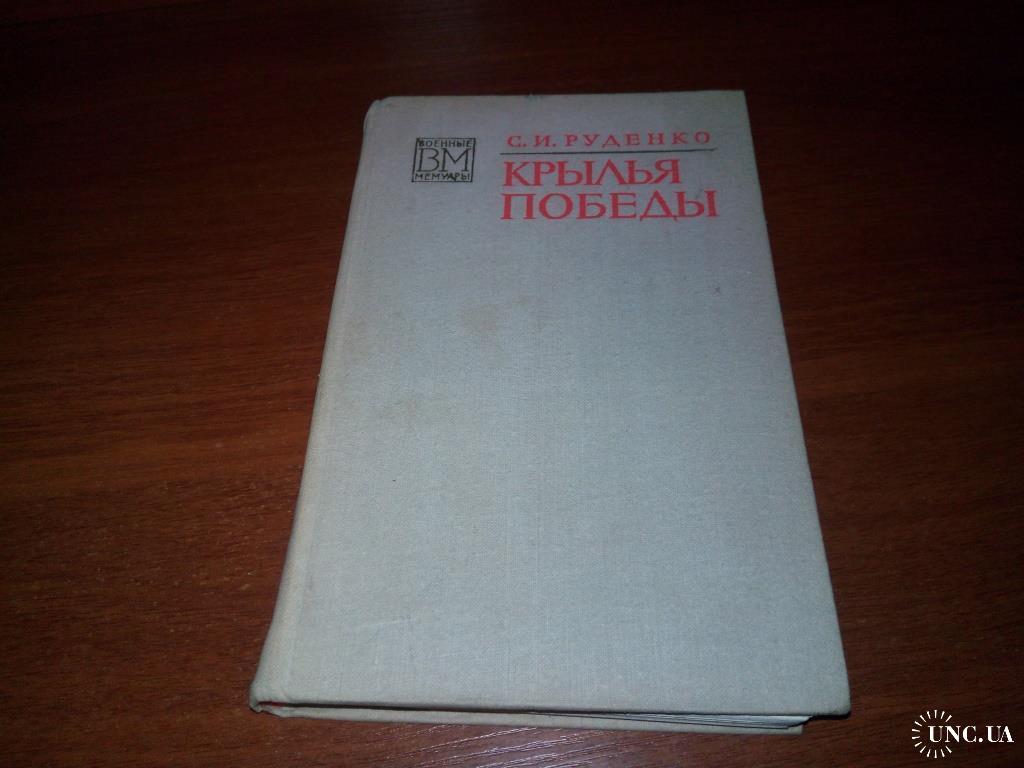 ВОЕННЫЕ
ВМ
МЕМУАРЫ
С. И. РУДЕНКО
КРЫЛЬЯ
ПОБЕДЫ
UNC.UA